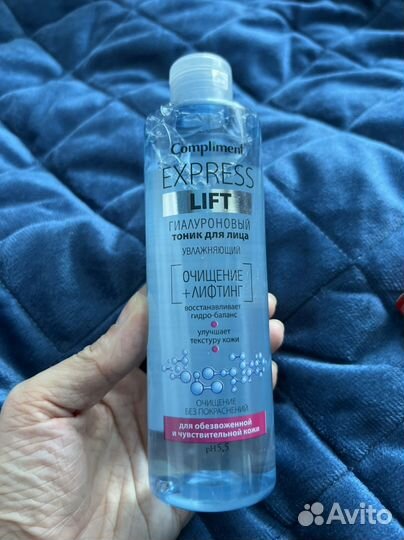 Compliment
EXPRESS
LIFT
ГИАЛУРОНОВЫЙ
ТОНИК ДЛЯ ЛИЦА
УВЛАЖНЯЮЩИЙ
ОЧИЩЕНИЕ
+ЛИФТИНГ
восстанавливает
гидро-баланс
улучшает
текстуру кожи
ОЧИЩЕНИЕ
БЕЗ ПОКРАСНЕНИЙ
для обезвоженной
и чувствительной кожи
pH 5,5
Avito